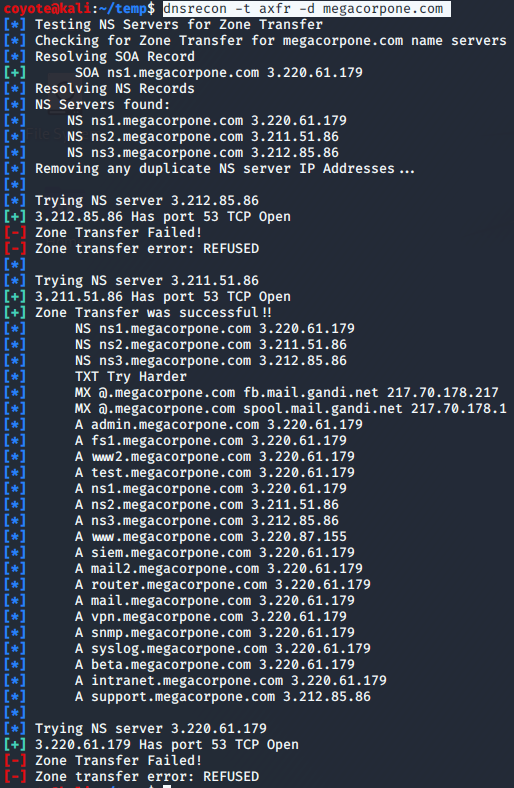 coyote@kali:~/temp$ dnsrecon -t axfr -d megacorpone.com
[*] Testing NS Servers for Zone Transfer
[*] Checking for Zone Transfer for megacorpone.com name servers
[*] Resolving SOA Record
[+] SOA ns1.megacorpone.com 3.220.61.179
[*] Resolving NS Records
[*] NS Servers found:
[*] NS ns1.megacorpone.com 3.220.61.179
[*] NS ns2.megacorpone.com 3.211.51.86
[*] NS ns3.megacorpone.com 3.212.85.86
[*] Removing any duplicate NS server IP Addresses...
[*]
[*] Trying NS server 3.212.85.86
[+] 3.212.85.86 Has port 53 TCP Open
[-] Zone Transfer Failed!
[-] Zone transfer error: REFUSED
[*]
[*] Trying NS server 3.211.51.86
[+] 3.211.51.86 Has port 53 TCP Open
[+] Zone Transfer was successful!!
[*] NS ns1.megacorpone.com 3.220.61.179
[*] NS ns2.megacorpone.com 3.211.51.86
[*] NS ns3.megacorpone.com 3.212.85.86
[*] TXT Try Harder
[*] MX @.megacorpone.com fb.mail.gandi.net 217.70.178.217
[*] MX @.megacorpone.com spool.mail.gandi.net 217.70.178.1
[*] A admin.megacorpone.com 3.220.61.179
[*] A fs1.megacorpone.com 3.220.61.179
[*] A www2.megacorpone.com 3.220.61.179
[*] A test.megacorpone.com 3.220.61.179
[*] A ns1.megacorpone.com 3.220.61.179
[*] A ns2.megacorpone.com 3.211.51.86
[*] A ns3.megacorpone.com 3.212.85.86
[*] A www.megacorpone.com 3.220.87.155
[*] A siem.megacorpone.com 3.220.61.179
[*] A mail2.megacorpone.com 3.220.61.179
[*] A router.megacorpone.com 3.220.61.179
[*] A mail.megacorpone.com 3.220.61.179
[*] A vpn.megacorpone.com 3.220.61.179
[*] A snmp.megacorpone.com 3.220.61.179
[*] A syslog.megacorpone.com 3.220.61.179
[*] A beta.megacorpone.com 3.220.61.179
[*] A intranet.megacorpone.com 3.220.61.179
[*] A support.megacorpone.com 3.212.85.86
[*]
[*] Trying NS server 3.220.61.179
[+] 3.220.61.179 Has port 53 TCP Open
[-] Zone Transfer Failed!
[-] Zone transfer error: REFUSED